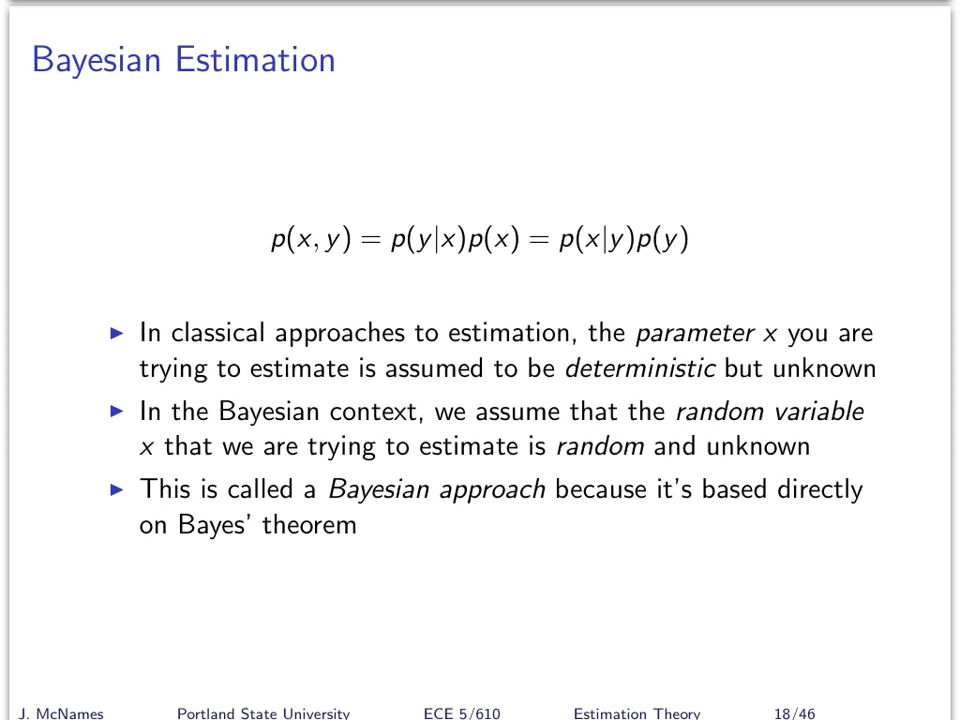 Bayesian Estimation
p(x, y) = p(y|x)p(x) = p(x|y)p(y)
▶ In classical approaches to estimation, the parameter x you are
trying to estimate is assumed to be deterministic but unknown
▶ In the Bayesian context, we assume that the random variable
x that we are trying to estimate is random and unknown
▶ This is called a Bayesian approach because it's based directly
on Bayes' theorem
J. McNames Portland State University ECE 5/610 Estimation Theory 18/46